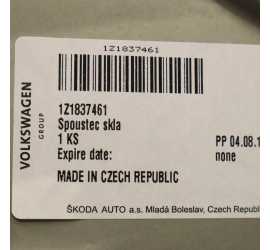 1Z1837461
VOLKSWAGEN
GROUP
1Z1837461
Spoustec skla
1 KS PP 04.08.1
Expire date: none
MADE IN CZECH REPUBLIC
ŠKODA AUTO a.s. Mladá Boleslav, Czech Republi